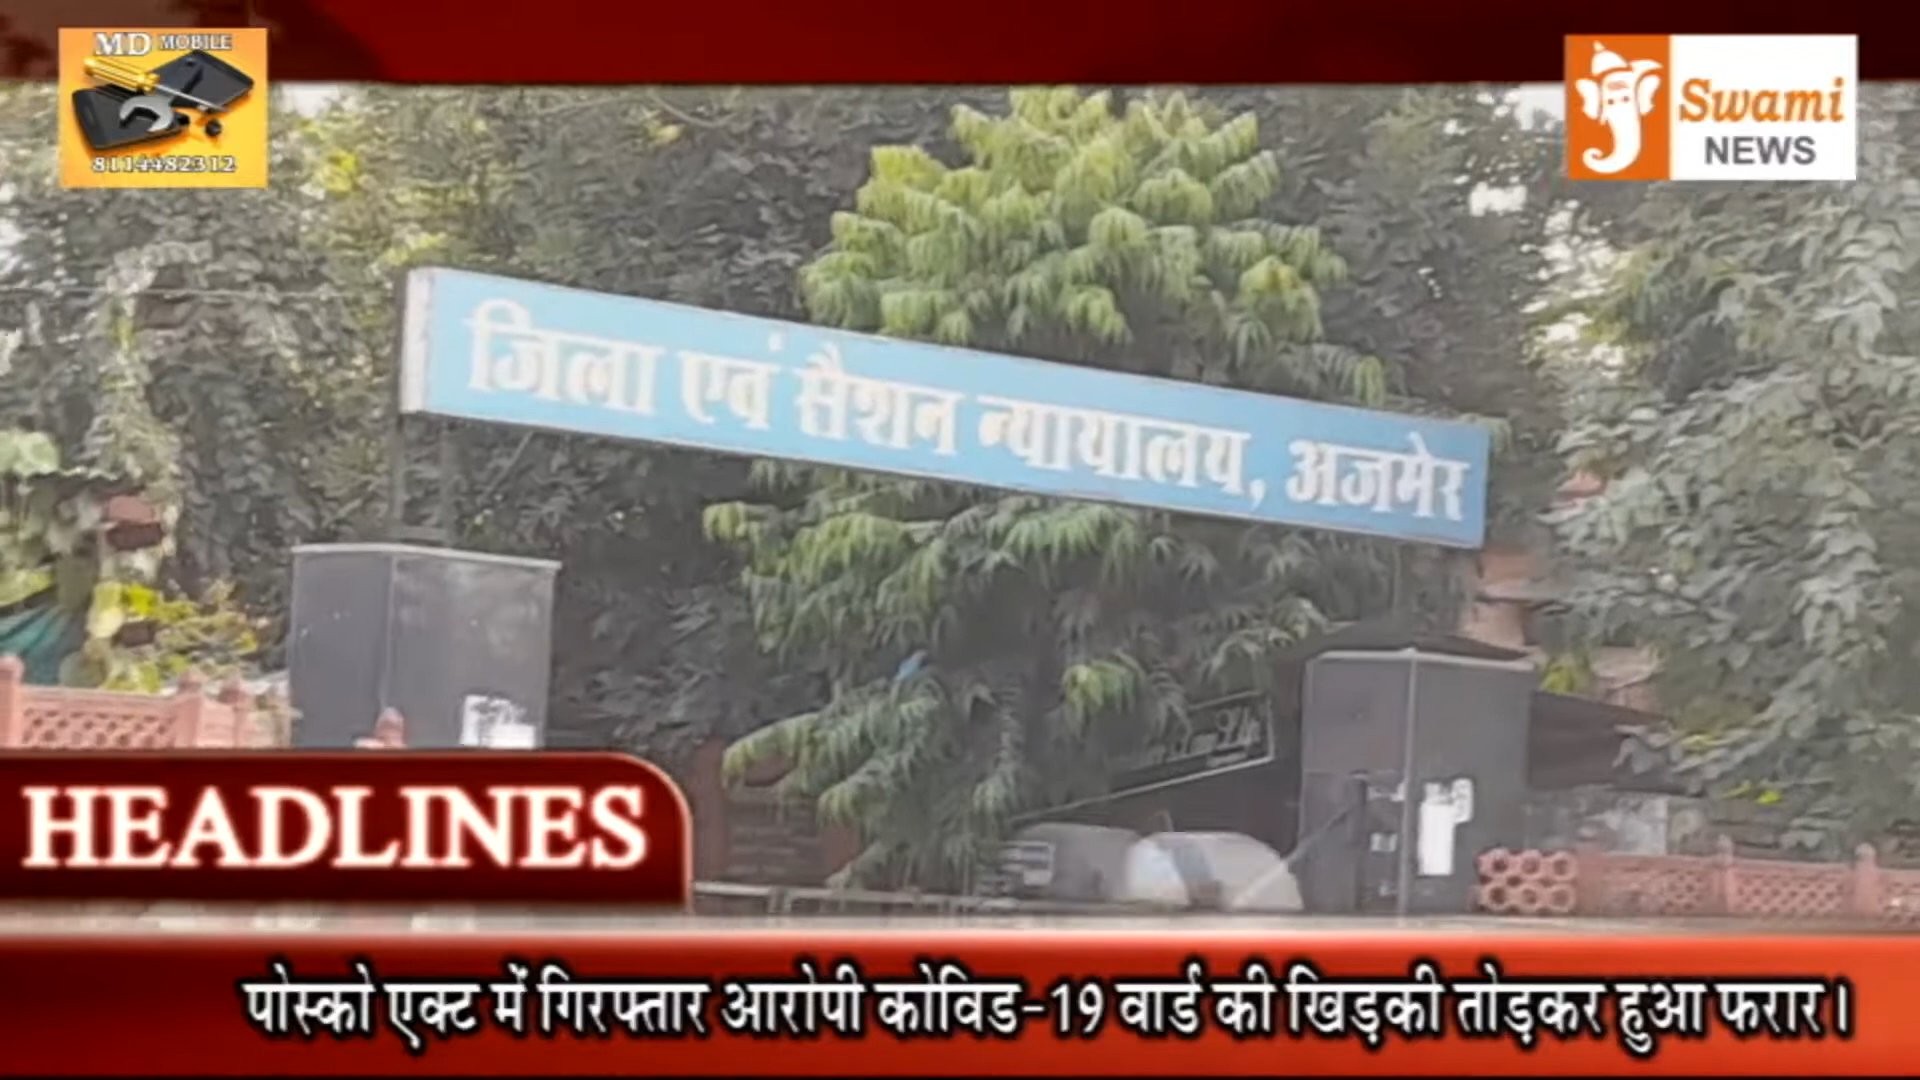 MD MOBILE
8114482312
Swami
NEWS
जिला एवं सैशन न्यायालय, अजमेर
HEADLINES
पोस्को एक्ट में गिरफ्तार आरोपी कोविड-19 वार्ड की खिड़की तोड़कर हुआ फरार।